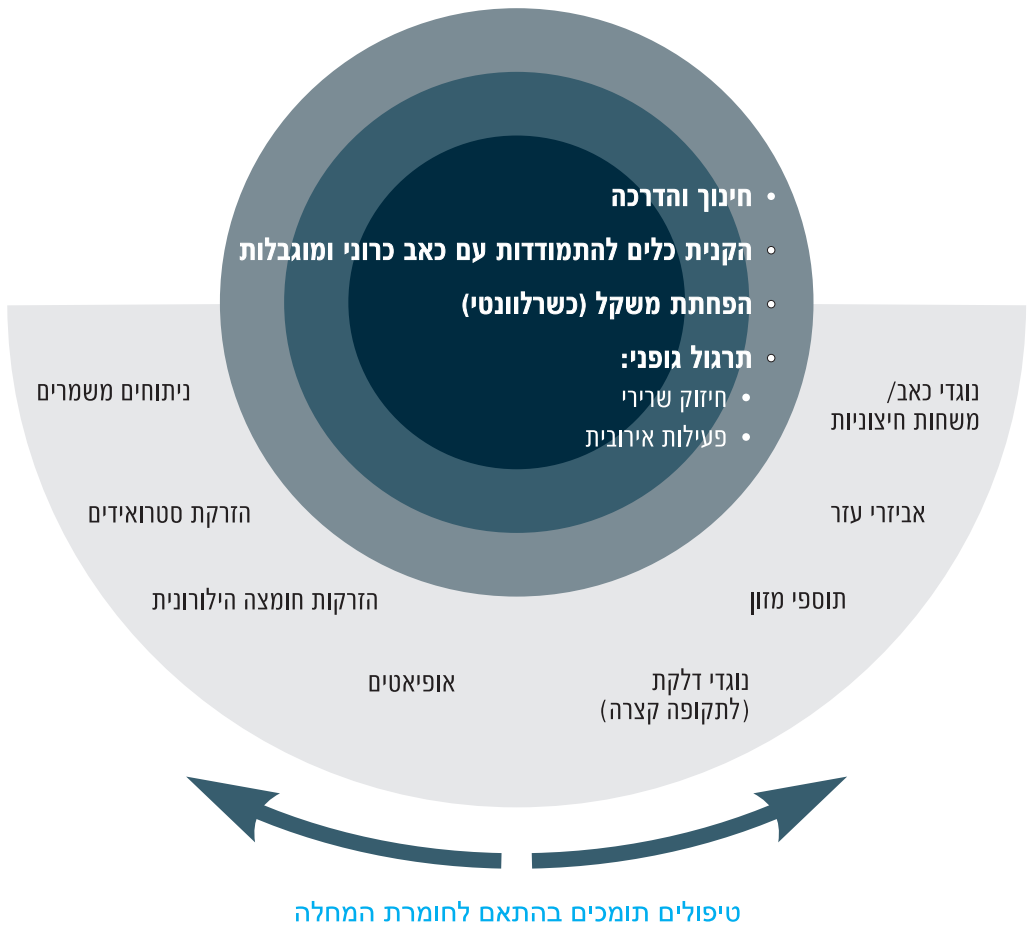 • חינוך והדרכה
• הקנית כלים להתמודדות עם כאב כרוני ומוגבלות
• הפחתת משקל (כשרלוונטי)
• תרגול גופני:
• חיזוק שרירי
• פעילות אירובית
נוגדי כאב/
משחות חיצוניות
אביזרי עזר
תוספי מזון
נוגדי דלקת
(לתקופה קצרה)
אופיאטים
הזרקות חומצה הילורונית
הזרקת סטרואידים
ניתוחים משמרים
טיפולים תומכים בהתאם לחומרת המחלה